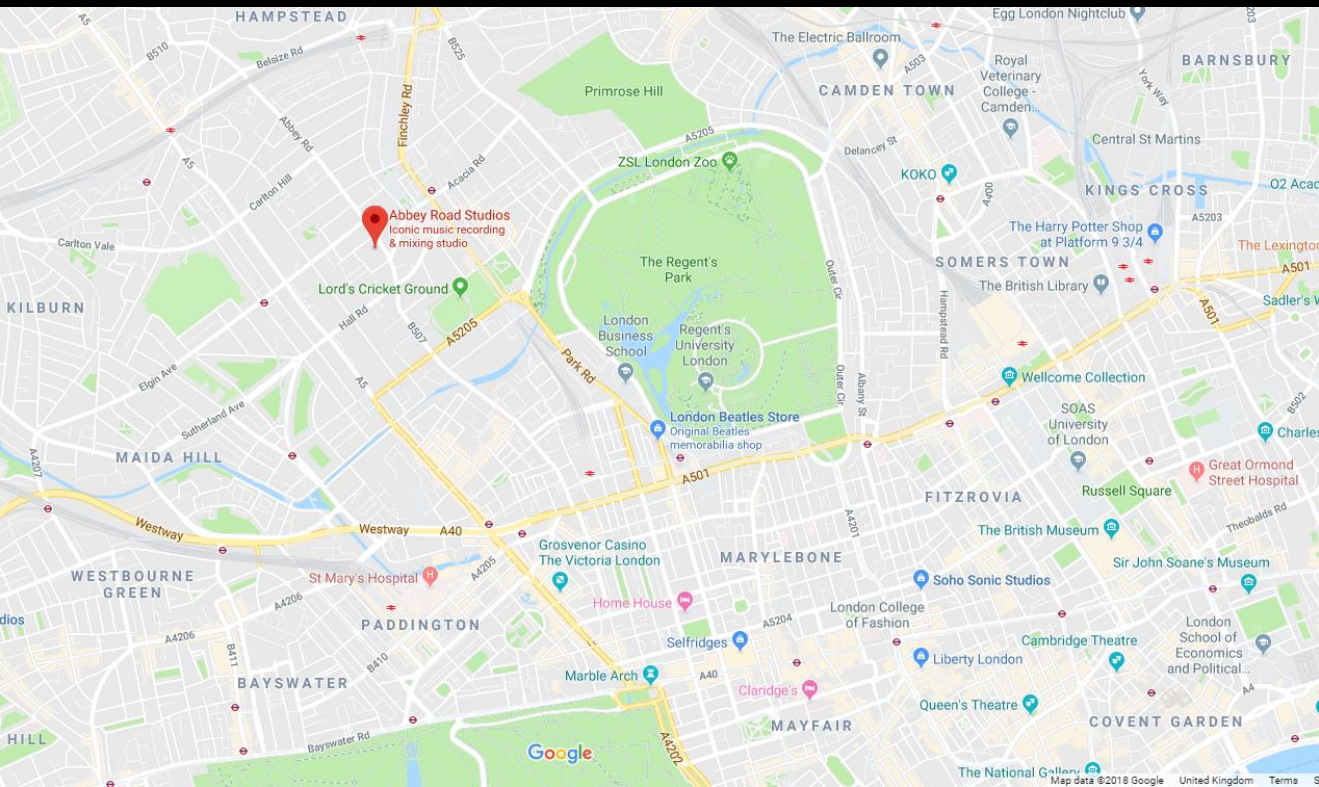 HAMPSTEAD
Egg London Nightclub
A5
B510
Belsize Rd
B525
Finchley Rd
The Electric Ballroom
A503
CAMDEN TOWN
Royal
Veterinary
College -
Camden...
York Way
BARNSBURY
Primrose Hill
Abbey Rd
A5205
ZSL London Zoo
Delancey St
Central St Martins
A5
Carlton Hill
Acacia Rd
KOKO
A400
KINGS CROSS
O2 Acad
Abbey Road Studios
Iconic music recording
& mixing studio
A5203
The Harry Potter Shop
at Platform 9 3/4
The Lexington
Carlton Vale
The Regent's
Park
Outer Cir
SOMERS TOWN
A501
Lord's Cricket Ground
The British Library
KILBURN
Hall Rd
B507
A5205
London
Business
School
Regent's
University
London
Hampstead Rd
A501
Sadler's
Park Rd
Elgin Ave
A5
Outer Cir
Albany St
Wellcome Collection
Sutherland Ave
London Beatles Store
Original Beatles
memorabilia shop
SOAS
University
of London
B502
Charles
MAIDA HILL
A4207
A501
Great Ormond
Street Hospital
FITZROVIA
Russell Square
Westway
Westway
A40
A4201
The British Museum
Theobalds Rd
Grosvenor Casino
The Victoria London
MARYLEBONE
Sir John Soane's Museum
WESTBOURNE
GREEN
St Mary's Hospital
A4205
Soho Sonic Studios
A4206
Home House
London College
of Fashion
dios
PADDINGTON
A5204
London
School of
Economics
and Political...
A4206
Selfridges
Cambridge Theatre
B411
B410
Liberty London
BAYSWATER
Marble Arch
A40
Claridge's
A4
Queen's Theatre
HILL
Bayswater Rd
MAYFAIR
COVENT GARDEN
Google
A4202
The National Gallery
Map data ©2018 Google
United Kingdom
Terms
S